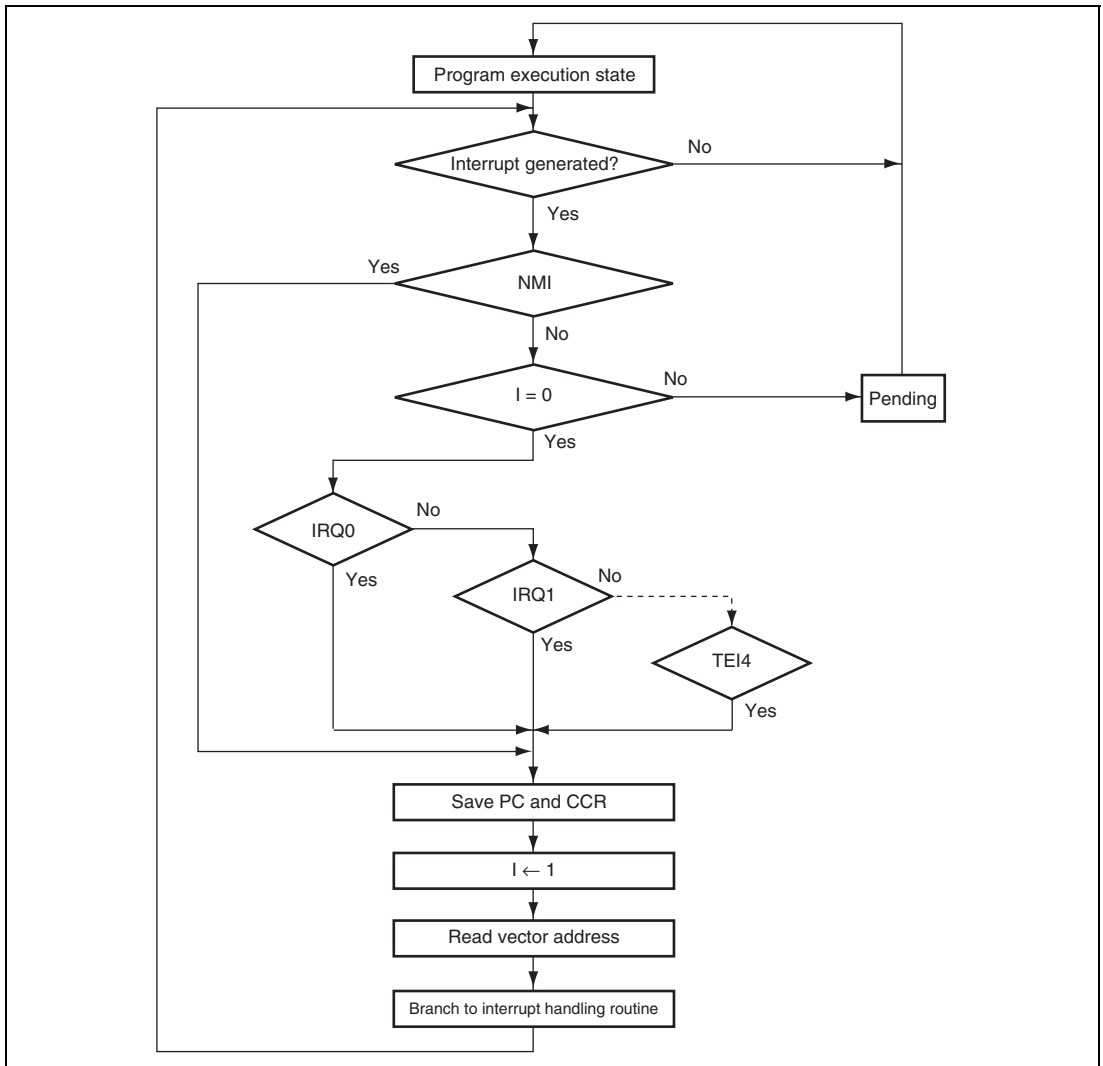 Program execution state
Interrupt generated?
No
Yes
NMI
Yes
No
I = 0
No
Pending
Yes
IRQ0
No
Yes
IRQ1
No
Yes
TEI4
Yes
Save PC and CCR
I ← 1
Read vector address
Branch to interrupt handling routine